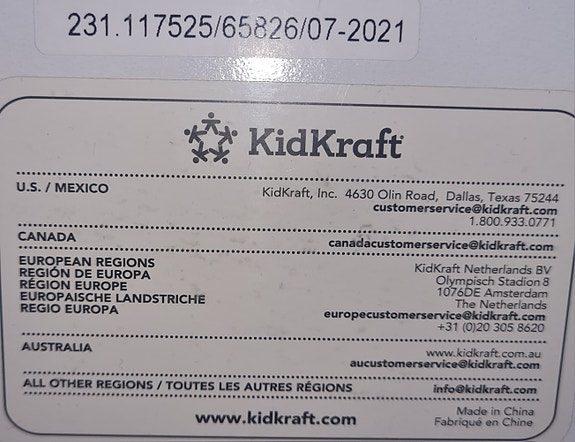 231.117525/65826/07-2021
KidKraft
U.S. / MEXICO
KidKraft, Inc. 4630 Olin Road, Dallas, Texas 75244
customerservice@kidkraft.com
1.800.933.0771
CANADA
canadacustomerservice@kidkraft.com
EUROPEAN REGIONS
REGIÓN DE EUROPA
RÉGION EUROPE
EUROPAISCHE LANDSTRICHE
REGIO EUROPA
KidKraft Netherlands BV
Olympisch Stadion 8
1076DE Amsterdam
The Netherlands
europecustomerservice@kidkraft.com
+31 (0)20 305 8620
AUSTRALIA
www.kidkraft.com.au
aucustomerservice@kidkraft.com
ALL OTHER REGIONS / TOUTES LES AUTRES RÉGIONS
info@kidkraft.com
www.kidkraft.com
Made in China
Fabriqué en Chine